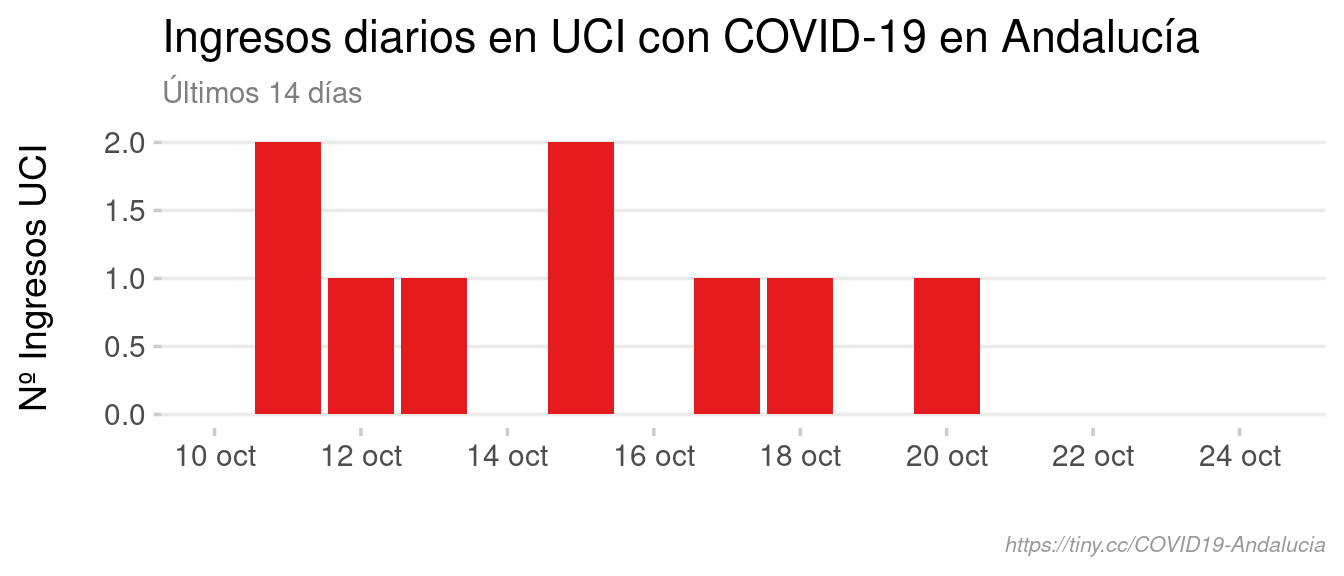 Ingresos diarios en UCI con COVID-19 en Andalucía
Últimos 14 días
Nº Ingresos UCI
2.0
1.5
1.0
0.5
0.0
10 oct 12 oct 14 oct 16 oct 18 oct 20 oct 22 oct 24 oct
https://tiny.cc/COVID19-Andalucia